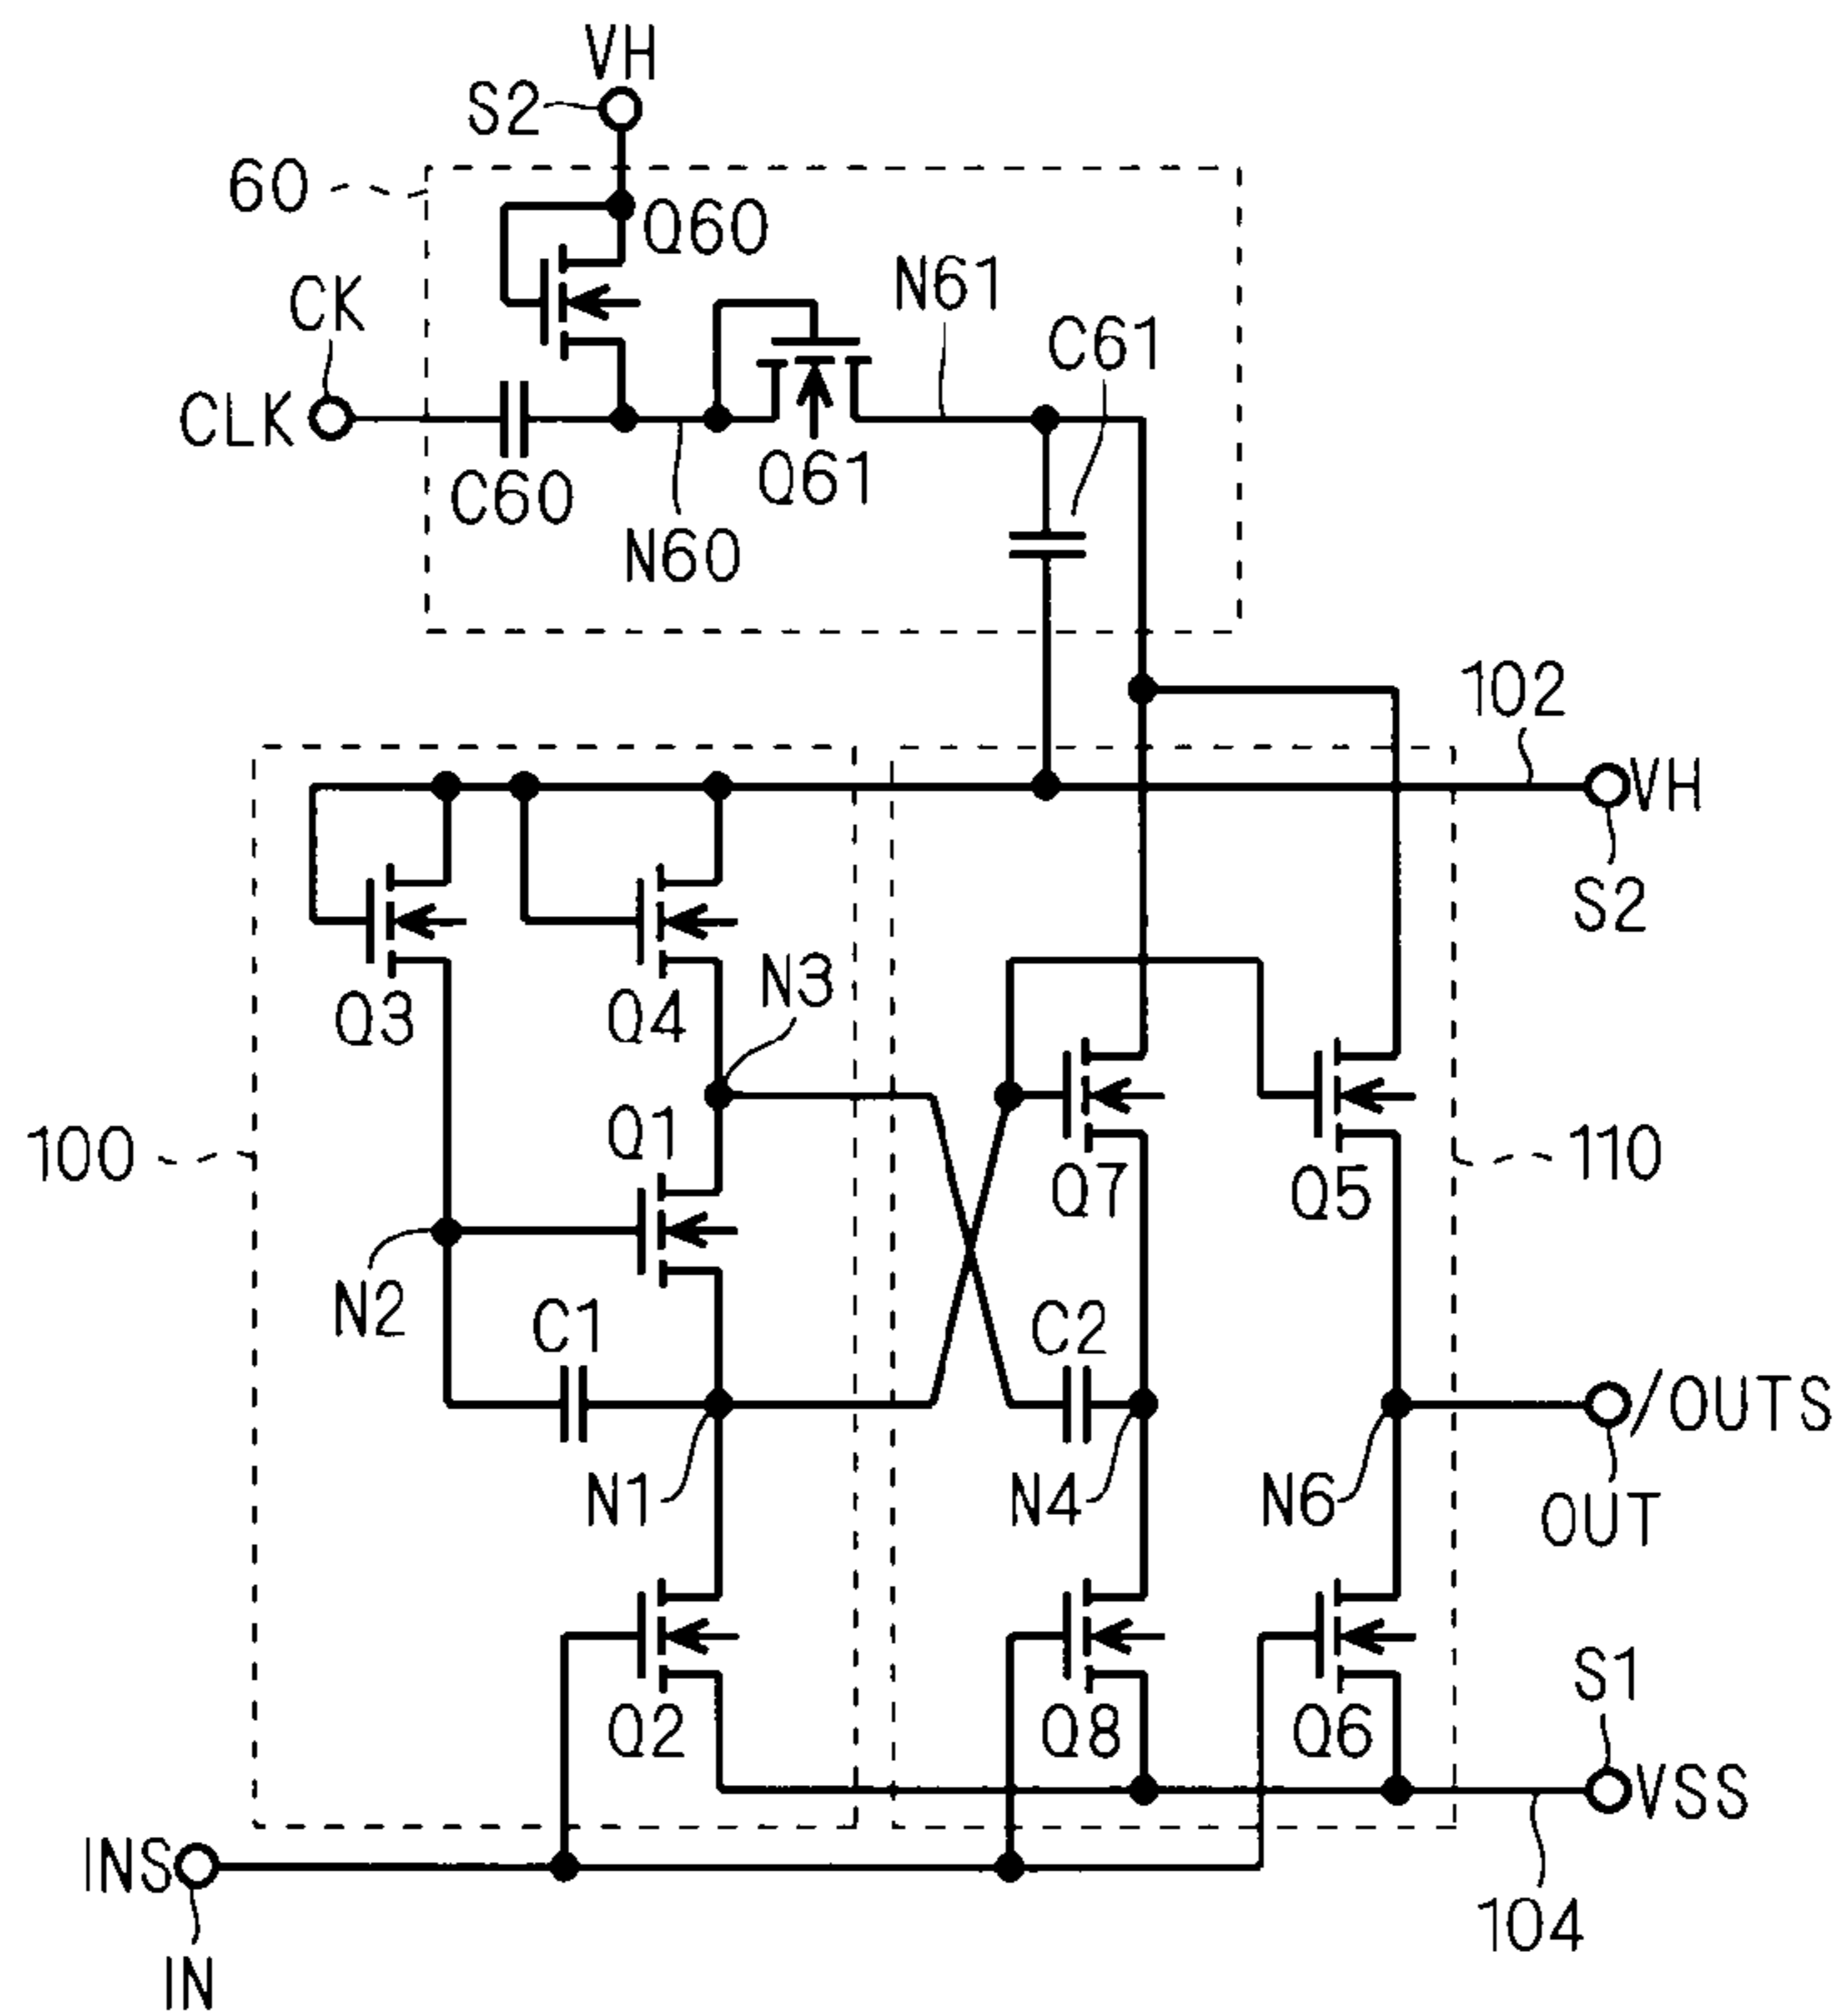 VH
S2
60
Q60
CK
N61
C61
CLK
C60
Q61
N60
102
VH
S2
Q3
Q4
N3
Q1
100
Q7
Q5
110
N2
C1
C2
/OUTS
N1
N4
N6
OUT
Q2
Q8
Q6
S1
VSS
INS
104
IN